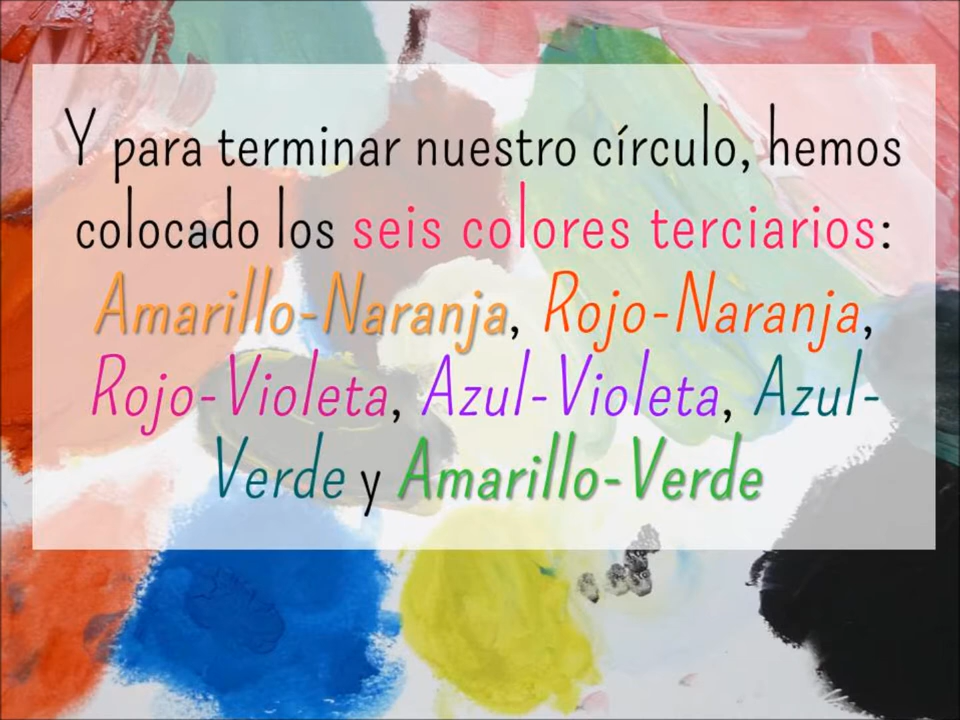 Y para terminar nuestro círculo, hemos
colocado los seis colores terciarios:
Amarillo-Naranja, Rojo-Naranja,
Rojo-Violeta, Azul-Violeta, Azul-
Verde y Amarillo-Verde